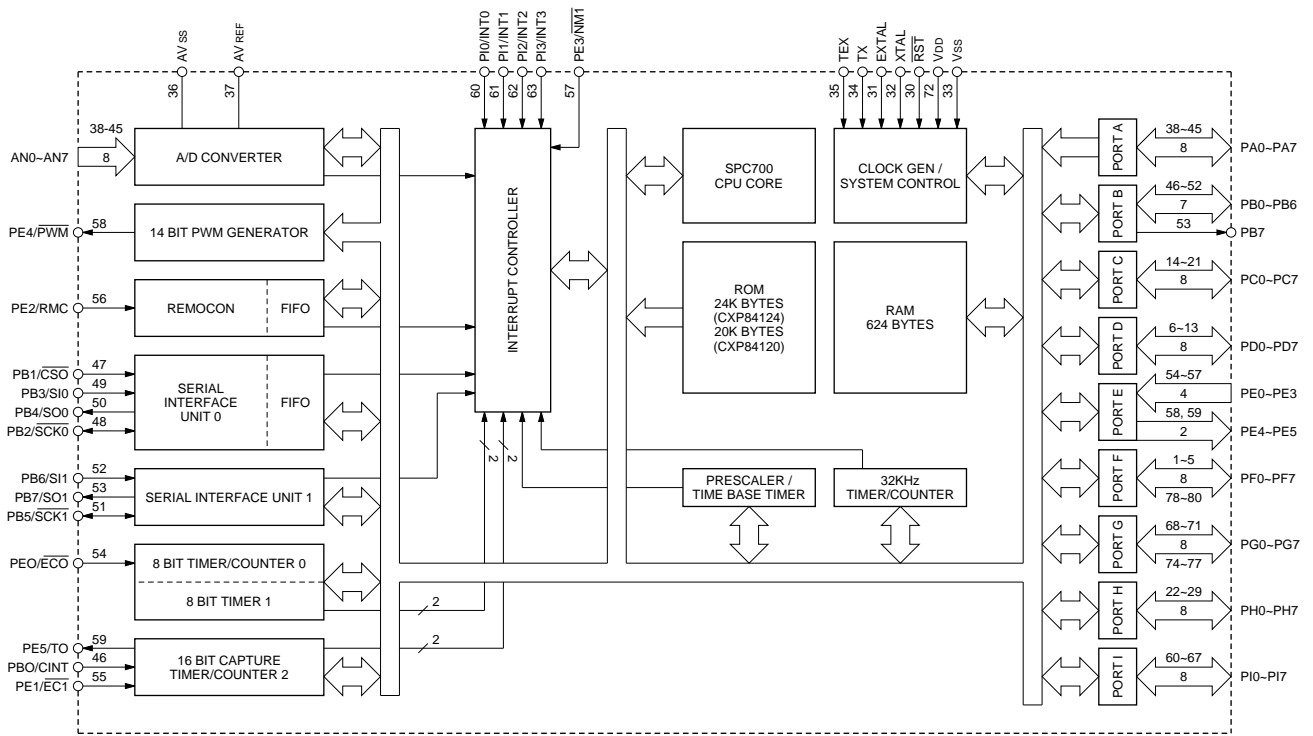 AV SS
AV REF
PI0/INT0
PI1/INT1
PI2/INT2
PI3/INT3
PE3/NM1
TEX
TX
EXTAL
XTAL
RST
VDD
VSS
36
37
60
61
62
63
57
35
34
31
32
30
72
33
AN0~AN7
38-45
8
A/D CONVERTER
PE4/PWM
58
14 BIT PWM GENERATOR
PE2/RMC
56
REMOCON
FIFO
PB1/CSO
47
PB3/SI0
49
PB4/SO0
50
PB2/SCK0
48
SERIAL
INTERFACE
UNIT 0
FIFO
PB6/SI1
52
PB7/SO1
53
PB5/SCK1
51
SERIAL INTERFACE UNIT 1
PEO/ECO
54
8 BIT TIMER/COUNTER 0
8 BIT TIMER 1
2
PE5/TO
59
PBO/CINT
46
PE1/EC1
55
16 BIT CAPTURE
TIMER/COUNTER 2
2
INTERRUPT CONTROLLER
2
2
SPC700
CPU CORE
CLOCK GEN /
SYSTEM CONTROL
ROM
24K BYTES
(CXP84124)
20K BYTES
(CXP84120)
RAM
624 BYTES
PRESCALER /
TIME BASE TIMER
32KHz
TIMER/COUNTER
PORT A
38~45
8
PA0~PA7
PORT B
46~52
7
PB0~PB6
53
PB7
PORT C
14~21
8
PC0~PC7
PORT D
6~13
8
PD0~PD7
PORT E
54~57
4
PE0~PE3
58, 59
2
PE4~PE5
PORT F
1~5
8
78~80
PF0~PF7
PORT G
68~71
8
74~77
PG0~PG7
PORT H
22~29
8
PH0~PH7
PORT I
60~67
8
PI0~PI7